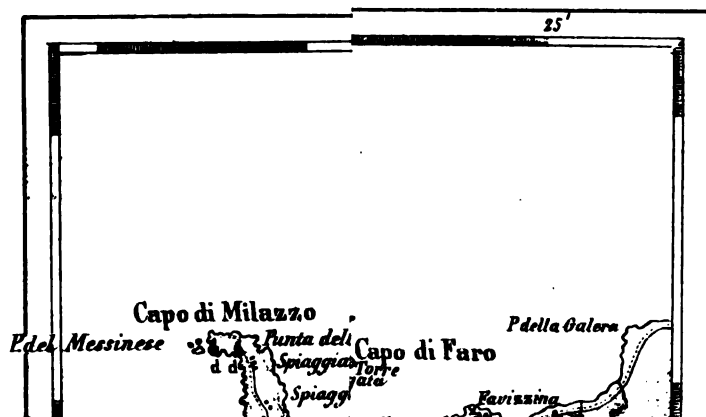 25'
Capo di Milazzo
P. del Messinese
Punta del
Spiaggia
d d
Spiagg
P. della Galera
Capo di Faro
Torre
Favizzina